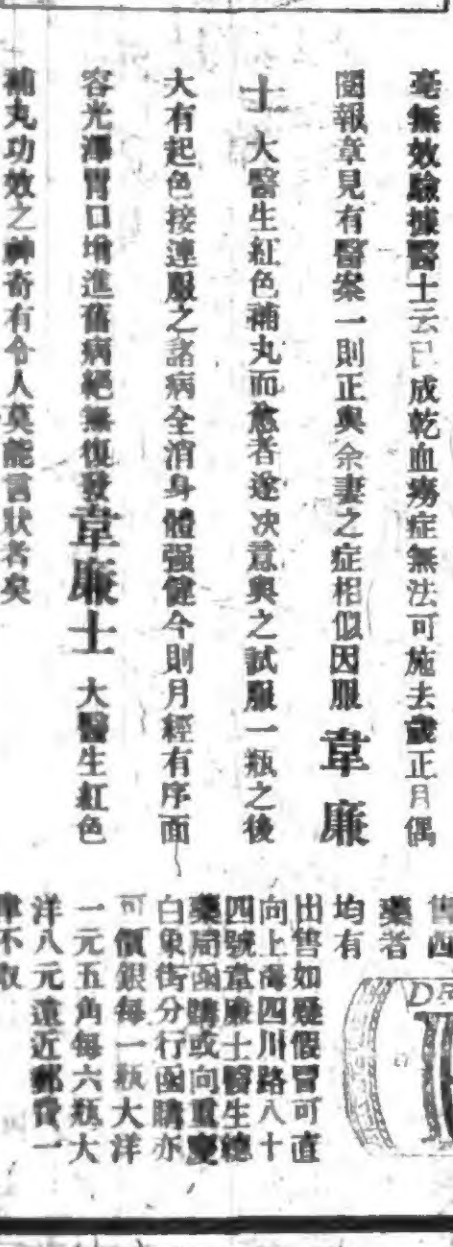 毫無效驗據醫士云已成乾血癆症無法可施去歲正月偶
閱報章見有醫案一則正與余妻之症相似因服 韋廉
士 大醫生紅色補丸而愈者遂决意與之試服一瓶之後
大有起色接連服之諸病全消身體强健今則月經有序面
容光澤胃口增進舊病絕無復發韋廉士 大醫生紅色
補丸功效之神奇有令人莫能言狀者矣
售西
藥者
均有
出售如疑假冒可直
向上海四川路八十
四號韋廉士醫生總
藥局函購或向重慶
白象街分行函購亦
可價銀每一瓶大洋
一元五角每六瓶大
洋八元遠近郵費一
律不取
DR